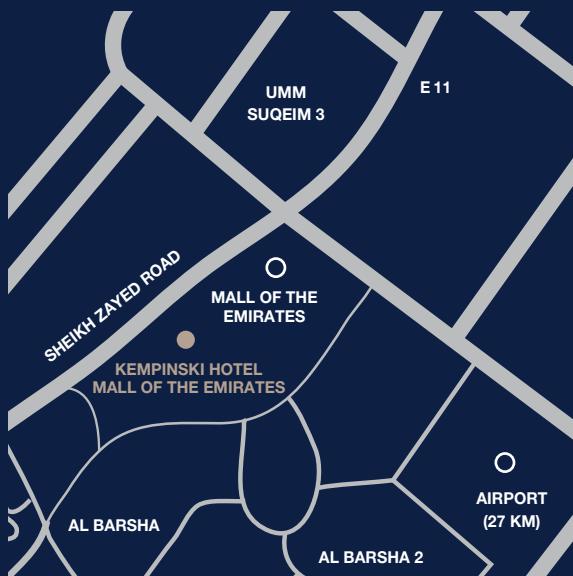 UMM
SUQEIM 3
E 11
SHEIKH ZAYED ROAD
MALL OF THE
EMIRATES
KEMPINSKI HOTEL
MALL OF THE EMIRATES
AIRPORT
(27 KM)
AL BARSHA
AL BARSHA 2